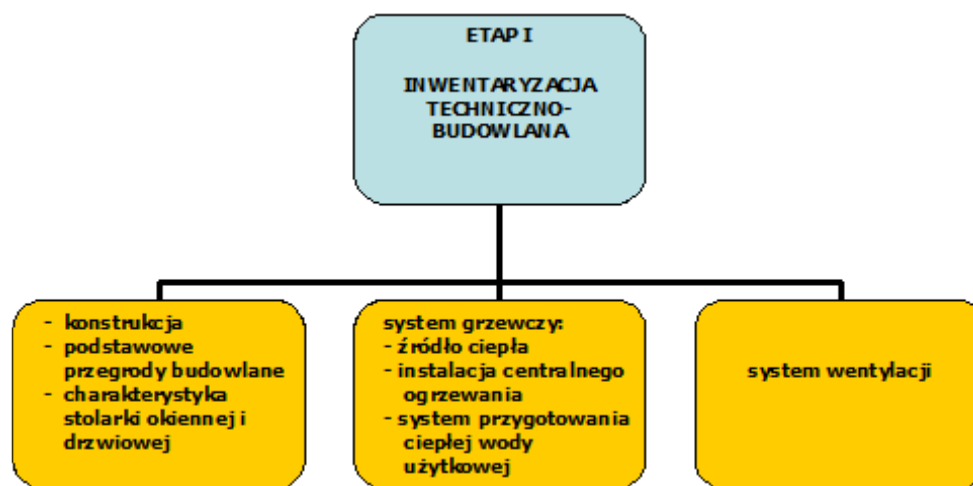 ETAP I
INWENTARYZACJA
TECHNICZNO-
BUDOWLANA
- konstrukcja
- podstawowe
przegrody budowlane
- charakterystyka
stolarki okiennej i
drzwiowej
system grzewczy:
- źródło ciepła
- instalacja centralnego
ogrzewania
- system przygotowania
ciepłej wody
użytkowej
system wentylacji